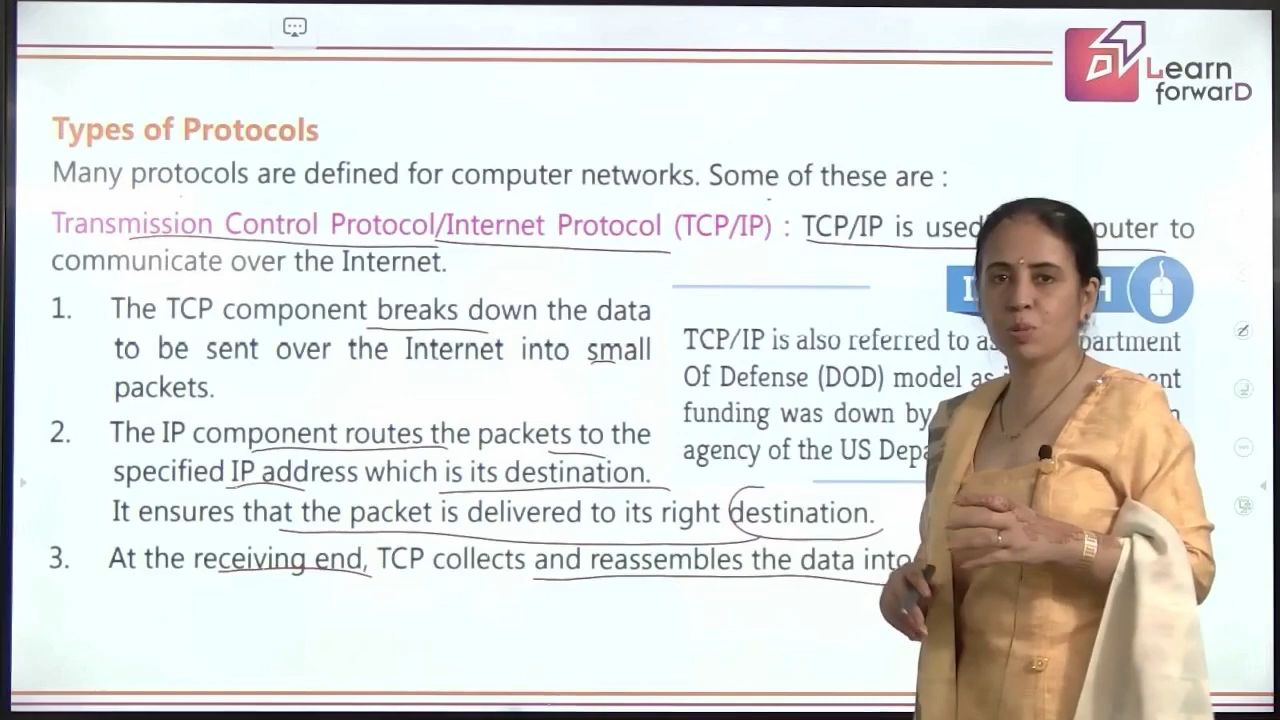 Learn
forwarD
Types of Protocols
Many protocols are defined for computer networks. Some of these are :
Transmission Control Protocol/Internet Protocol (TCP/IP) : TCP/IP is used puter to
communicate over the Internet.
1. The TCP component breaks down the data
to be sent over the Internet into small
packets.
2. The IP component routes the packets to the
specified IP address which is its destination.
It ensures that the packet is delivered to its right destination.
3. At the receiving end, TCP collects and reassembles the data into
TCP/IP is also referred to as partment
Of Defense (DOD) model as ent
funding was down by
agency of the US Depa